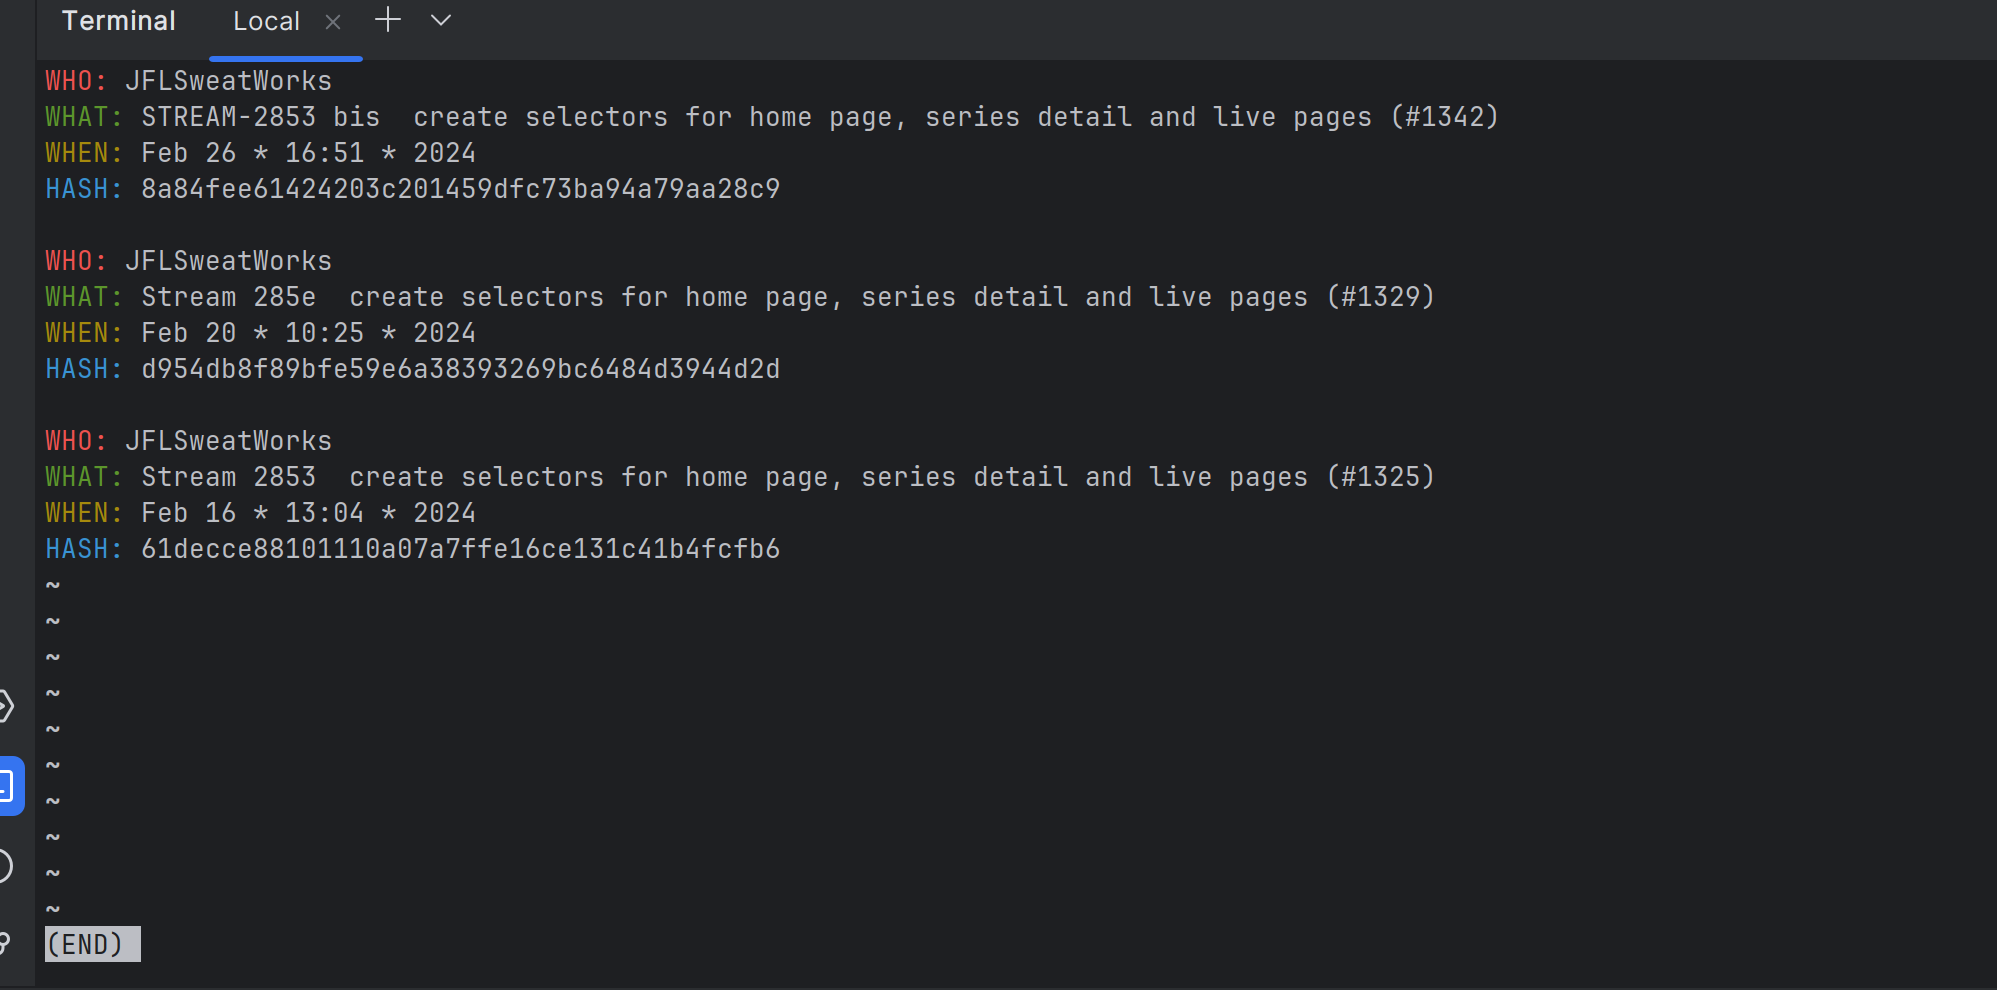 Terminal Local
WHO: JFLSweatWorks
WHAT: STREAM-2853 bis  create selectors for home page, series detail and live pages (#1342)
WHEN: Feb 26 * 16:51 * 2024
HASH: 8a84fee61424203c201459dfc73ba94a79aa28c9
WHO: JFLSweatWorks
WHAT: Stream 285e  create selectors for home page, series detail and live pages (#1329)
WHEN: Feb 20 * 10:25 * 2024
HASH: d954db8f89bfe59e6a38393269bc6484d3944d2d
WHO: JFLSweatWorks
WHAT: Stream 2853  create selectors for home page, series detail and live pages (#1325)
WHEN: Feb 16 * 13:04 * 2024
HASH: 61decce88101110a07a7ffe16ce131c41b4fcfb6
~
~
~
~
~
~
~
~
~
~
(END)